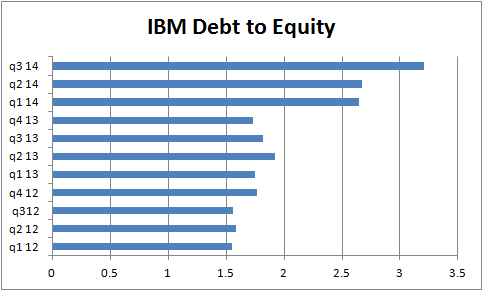 IBM Debt to Equity
q3 14
q2 14
q1 14
q4 13
q3 13
q2 13
q1 13
q4 12
q312
q2 12
q1 12
0 0.5 1 1.5 2 2.5 3 3.5